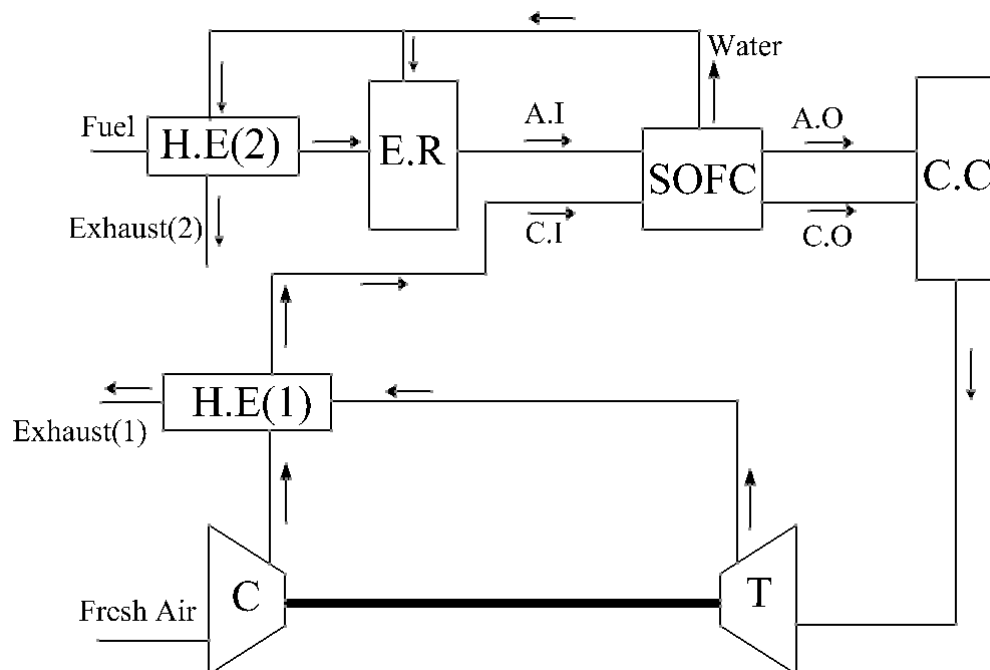 Water
Fuel
H.E(2)
E.R
A.I
SOFC
A.O
C.C
Exhaust(2)
C.I
C.O
H.E(1)
Exhaust(1)
C
T
Fresh Air